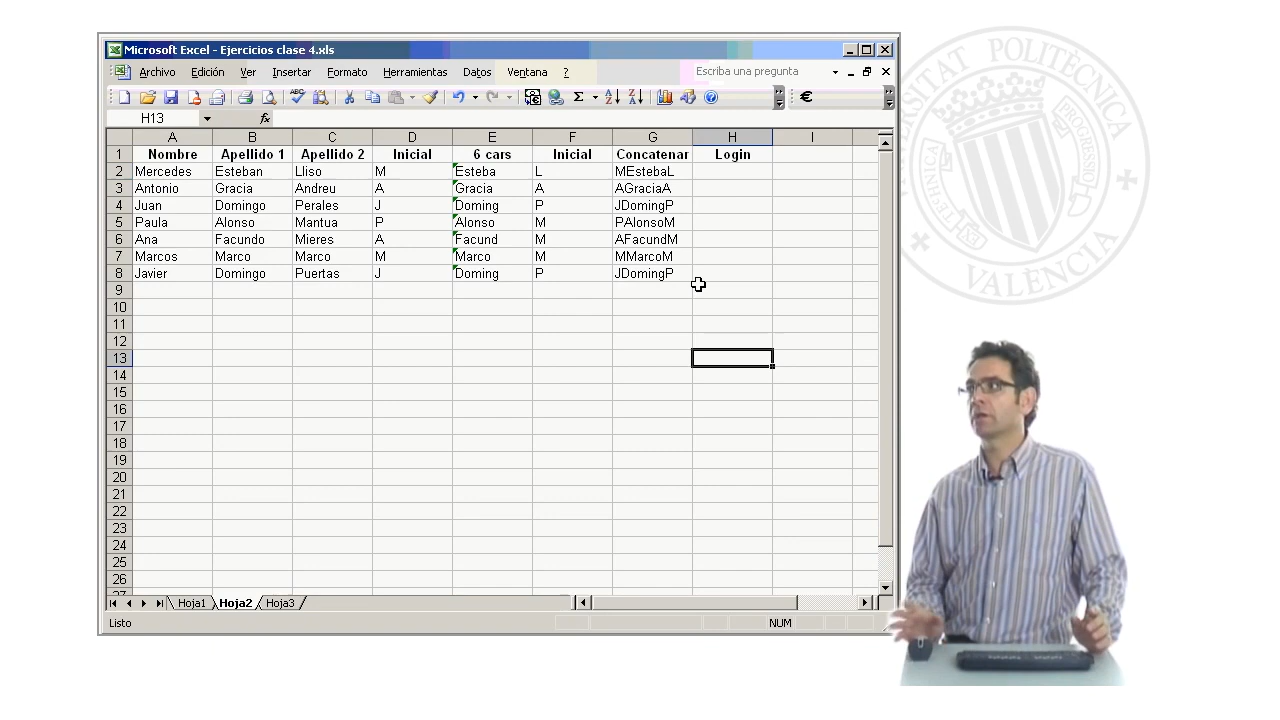 Microsoft Excel - Ejercicios clase 4.xls
Archivo Edición Ver Insertar Formato Herramientas Datos Ventana ? Escriba una pregunta
H13 fx
A B C D E F G H I
1 Nombre Apellido 1 Apellido 2 Inicial 6 cars Inicial Concatenar Login
2 Mercedes Esteban Lliso M Esteba L MEstebaL
3 Antonio Gracia Andreu A Gracia A AGraciaA
4 Juan Domingo Perales J Doming P JDomingP
5 Paula Alonso Mantua P Alonso M PAlonsoM
6 Ana Facundo Mieres A Facund M AFacundM
7 Marcos Marco Marco M Marco M MMarcoM
8 Javier Domingo Puertas J Doming P JDomingP
9
10
11
12
13
14
15
16
17
18
19
20
21
22
23
24
25
26
27
Hoja1 Hoja2 Hoja3
Listo NUM
UNIVERSITAT POLITÈCNICA
DE VALÈNCIA